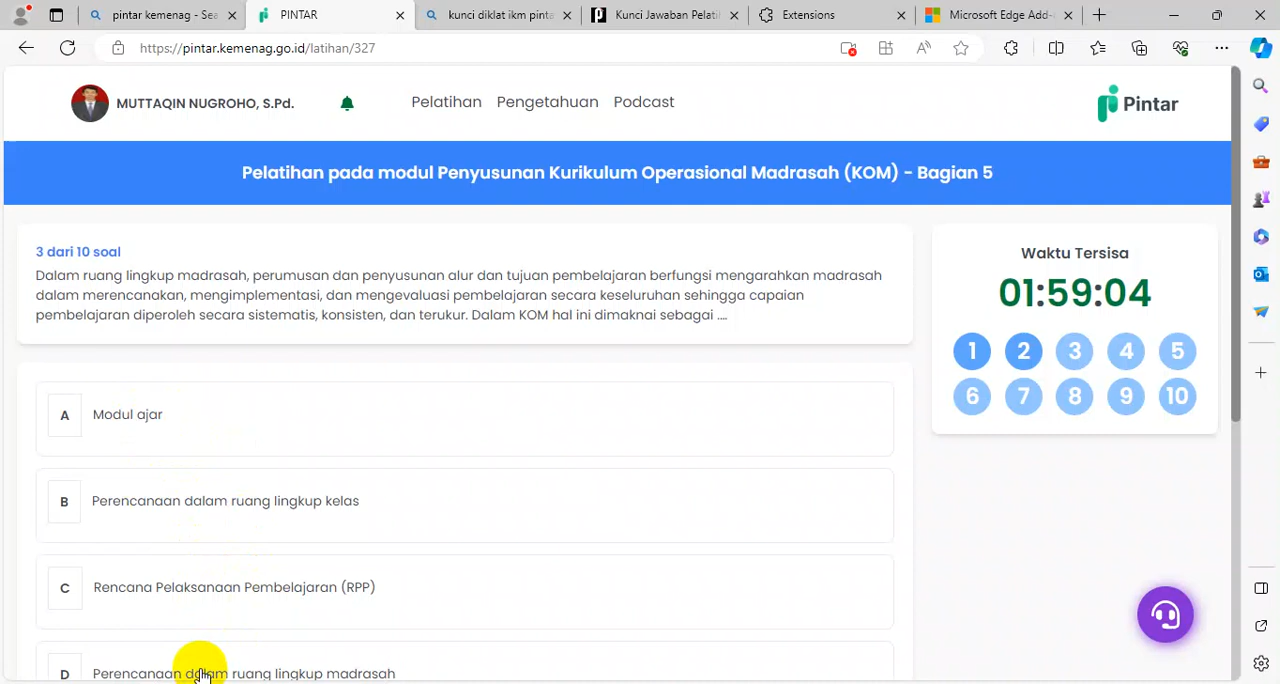 pintar kemenag - Sea
PINTAR
kunci diklat ikm pinta
Kunci Jawaban Pelati
Extensions
Microsoft Edge Add-
https://pintar.kemenag.go.id/latihan/327
MUTTAQIN NUGROHO, S.Pd.
Pelatihan
Pengetahuan
Podcast
Pintar
Pelatihan pada modul Penyusunan Kurikulum Operasional Madrasah (KOM) - Bagian 5
3 dari 10 soal
Dalam ruang lingkup madrasah, perumusan dan penyusunan alur dan tujuan pembelajaran berfungsi mengarahkan madrasah
dalam merencanakan, mengimplementasi, dan mengevaluasi pembelajaran secara keseluruhan sehingga capaian
pembelajaran diperoleh secara sistematis, konsisten, dan terukur. Dalam KOM hal ini dimaknai sebagai ....
Waktu Tersisa
01:59:04
1 2 3 4 5
6 7 8 9 10
A Modul ajar
B Perencanaan dalam ruang lingkup kelas
C Rencana Pelaksanaan Pembelajaran (RPP)
D Perencanaan dalam ruang lingkup madrasah